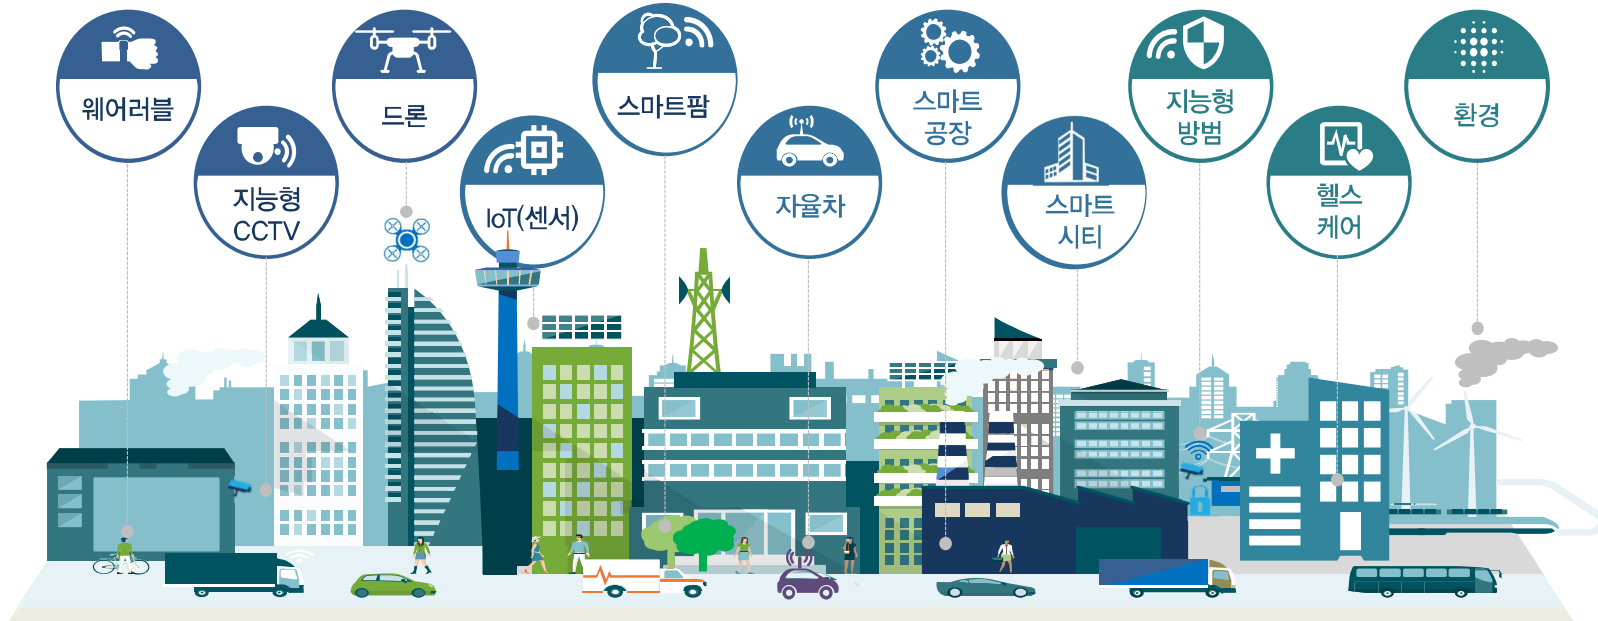 웨어러블
지능형
CCTV
드론
IoT(센서)
스마트팜
자율차
스마트
공장
스마트
시티
지능형
방범
헬스
케어
환경